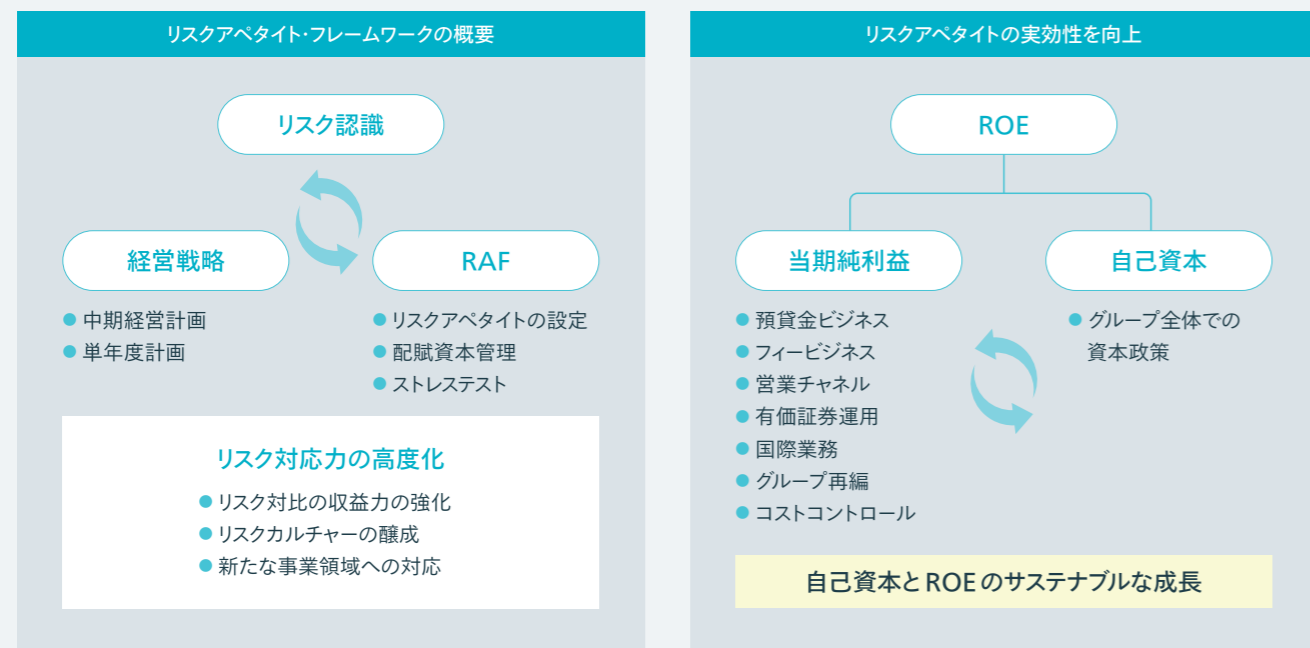 リスクアペタイト・フレームワークの概要
リスク認識
経営戦略
● 中期経営計画
● 単年度計画
RAF
● リスクアペタイトの設定
● 配賦資本管理
● ストレステスト
リスク対応力の高度化
● リスク対比の収益力の強化
● リスクカルチャーの醸成
● 新たな事業領域への対応
リスクアペタイトの実効性を向上
ROE
当期純利益
● 預貸金ビジネス
● フィービジネス
● 営業チャネル
● 有価証券運用
● 国際業務
● グループ再編
● コストコントロール
自己資本
● グループ全体での
資本政策
自己資本とROEのサステナブルな成長